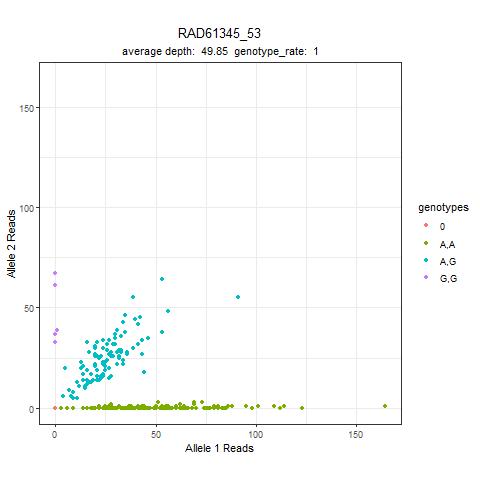 RAD61345_53
average depth: 49.85 genotype_rate: 1
150
100
50
0
Allele 2 Reads
0
50
100
150
Allele 1 Reads
genotypes
0
A,A
A,G
G,G